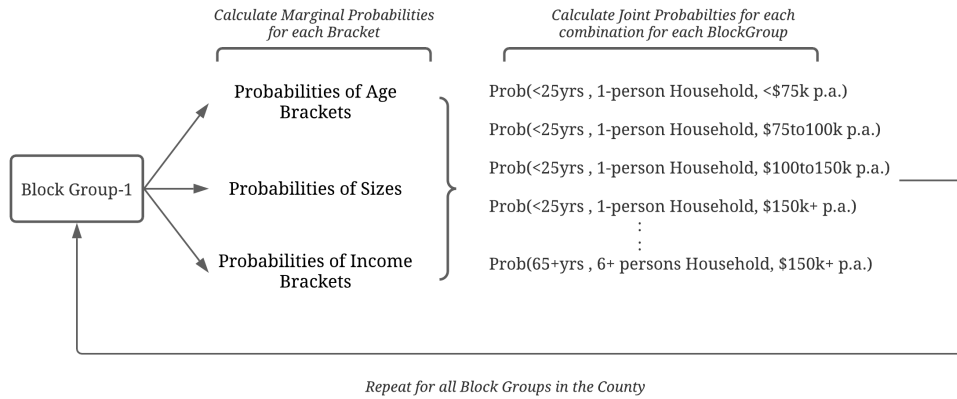 Calculate Marginal Probabilities
for each Bracket
Calculate Joint Probabilties for each
combination for each BlockGroup
Probabilities of Age
Brackets
Prob(<25yrs , 1-person Household, <$75k p.a.)
Prob(<25yrs , 1-person Household, $75to100k p.a.)
Block Group-1
Probabilities of Sizes
Prob(<25yrs , 1-person Household, $100to150k p.a.)
Prob(<25yrs , 1-person Household, $150k+ p.a.)
Probabilities of Income
Brackets
Prob(65+yrs , 6+ persons Household, $150k+ p.a.)
Repeat for all Block Groups in the County